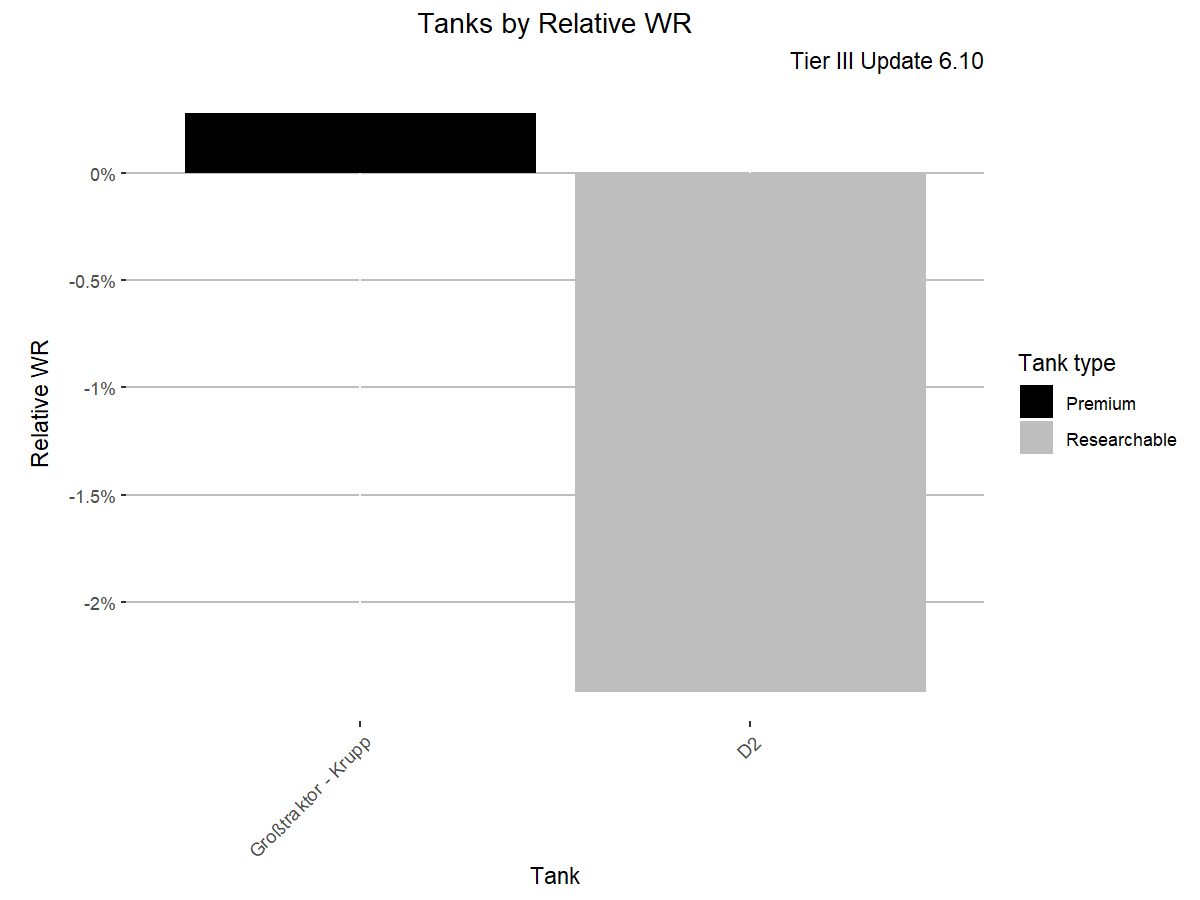 Tanks by Relative WR
Tier III Update 6.10
0%
-0.5%
-1%
-1.5%
-2%
Relative WR
Großtraktor - Krupp
D2
Tank
Tank type
Premium
Researchable